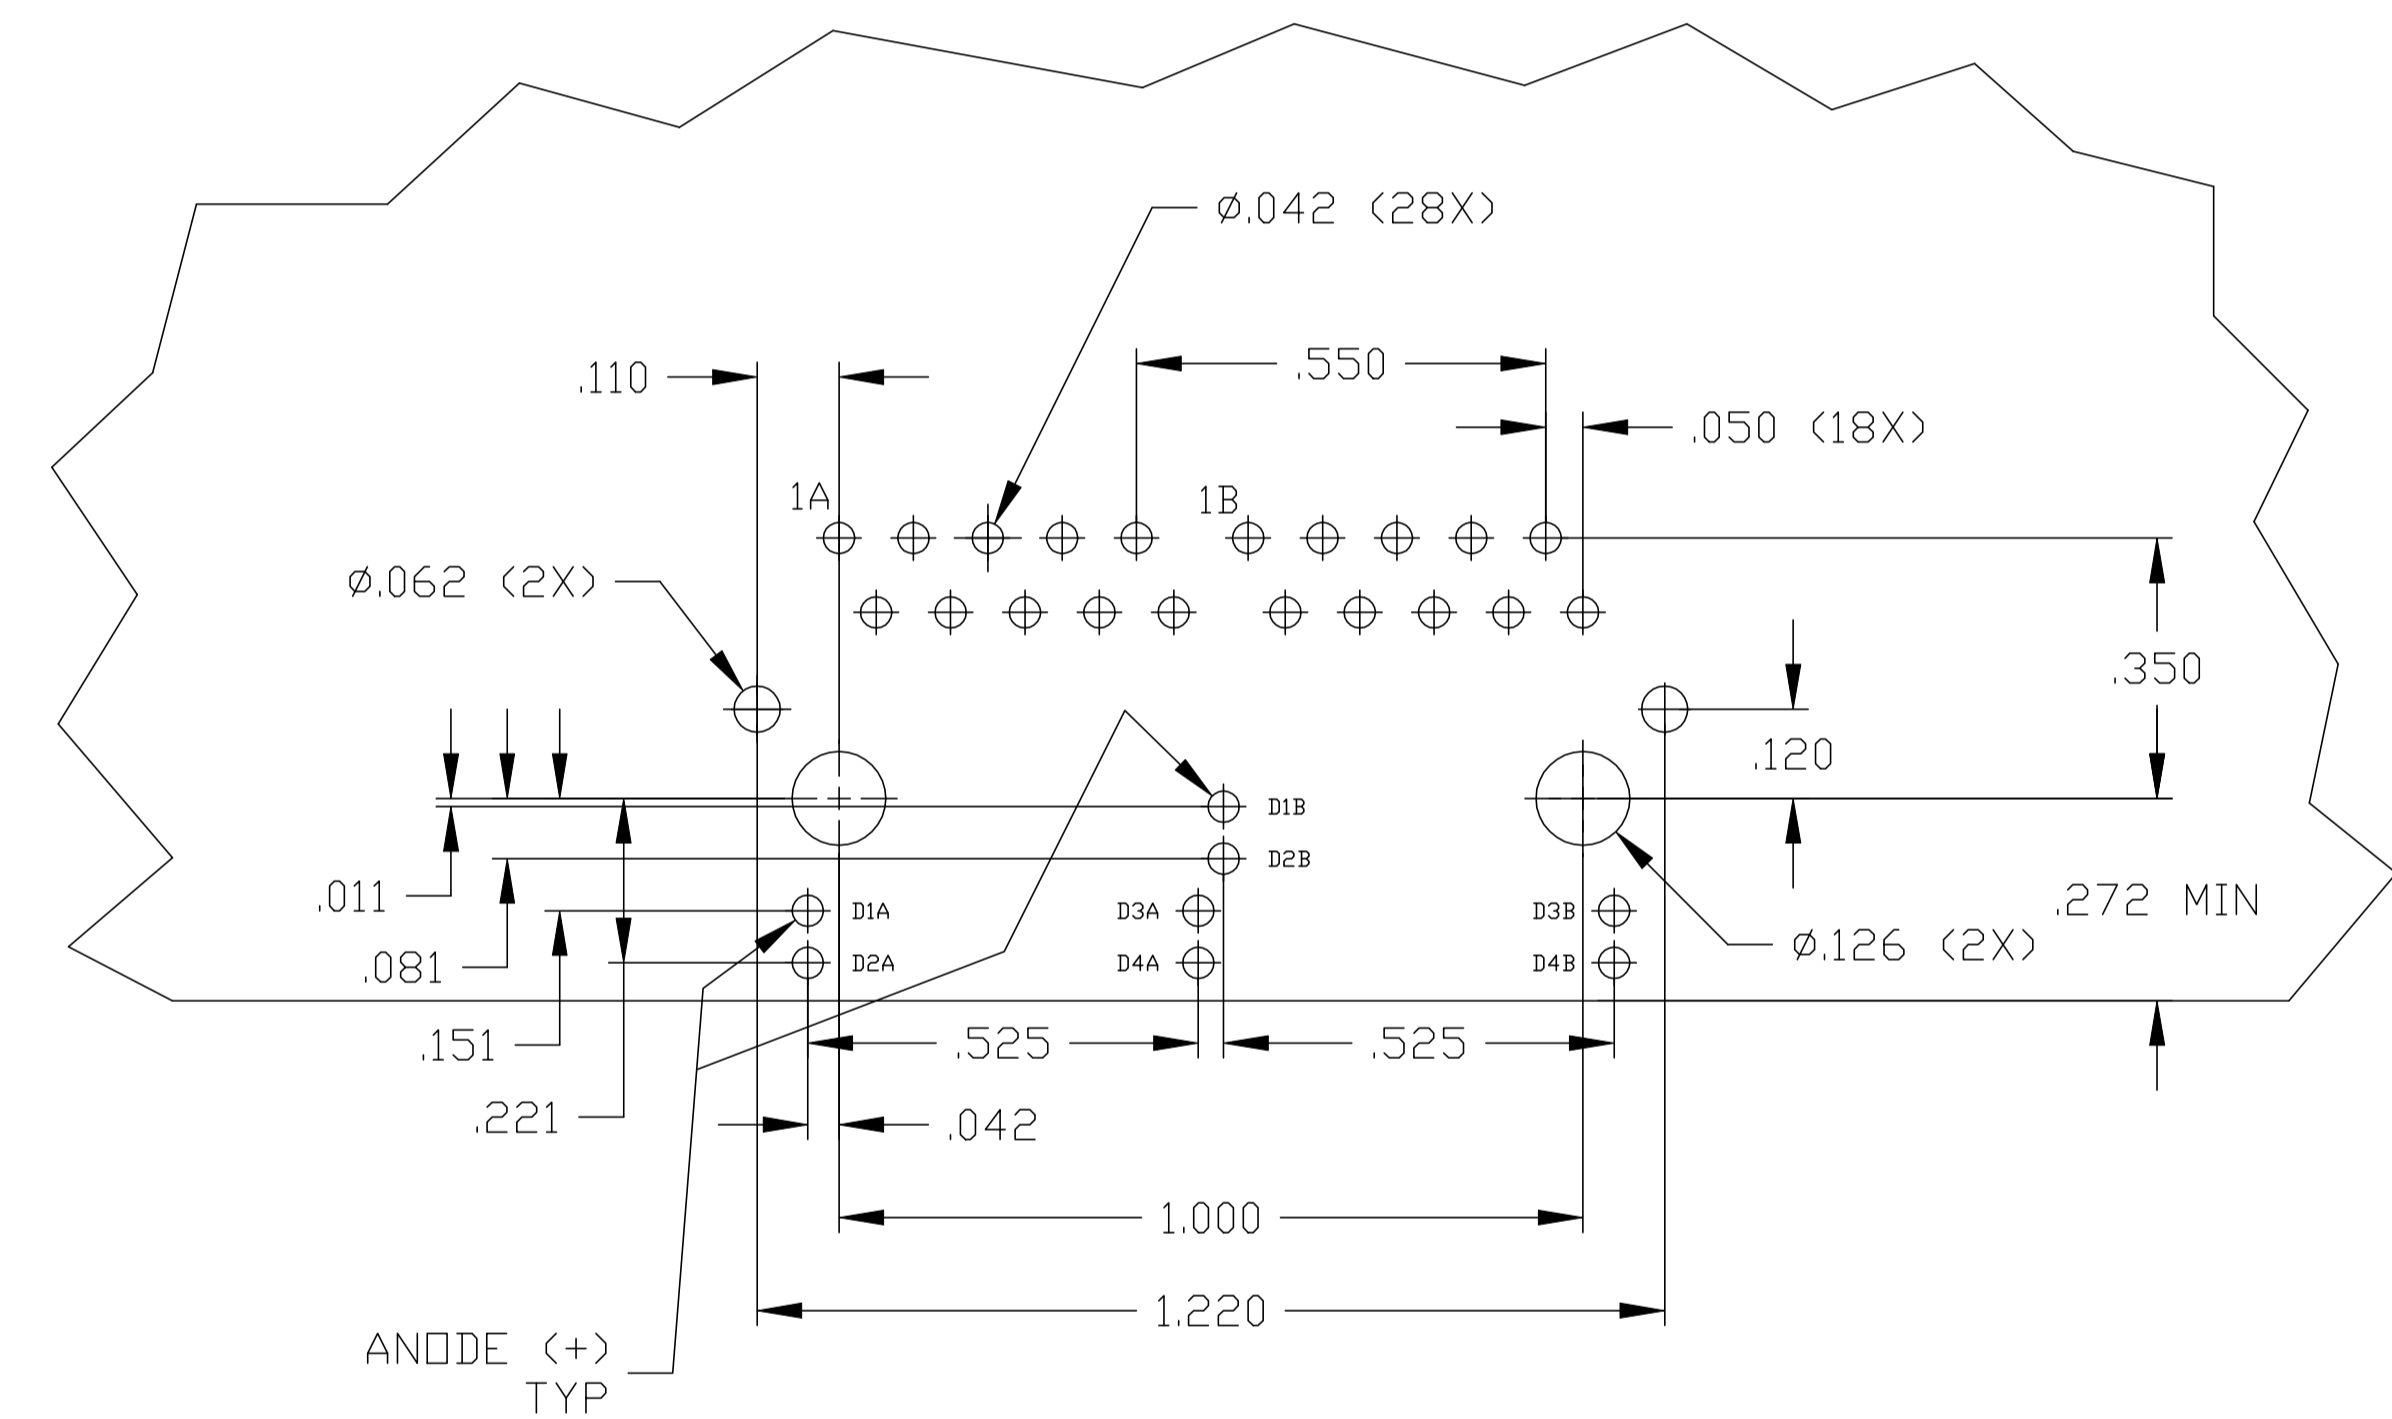 Ø.042 (28X)
.110
.550
.050 (18X)
1A
1B
Ø.062 (2X)
.350
.120
D1B
D2B
.011
D1A
D3A
D3B
.272 MIN
Ø.126 (2X)
.081
D2A
D4A
D4B
.151
.525
.525
.221
.042
1.000
1.220
ANODE (+)
TYP